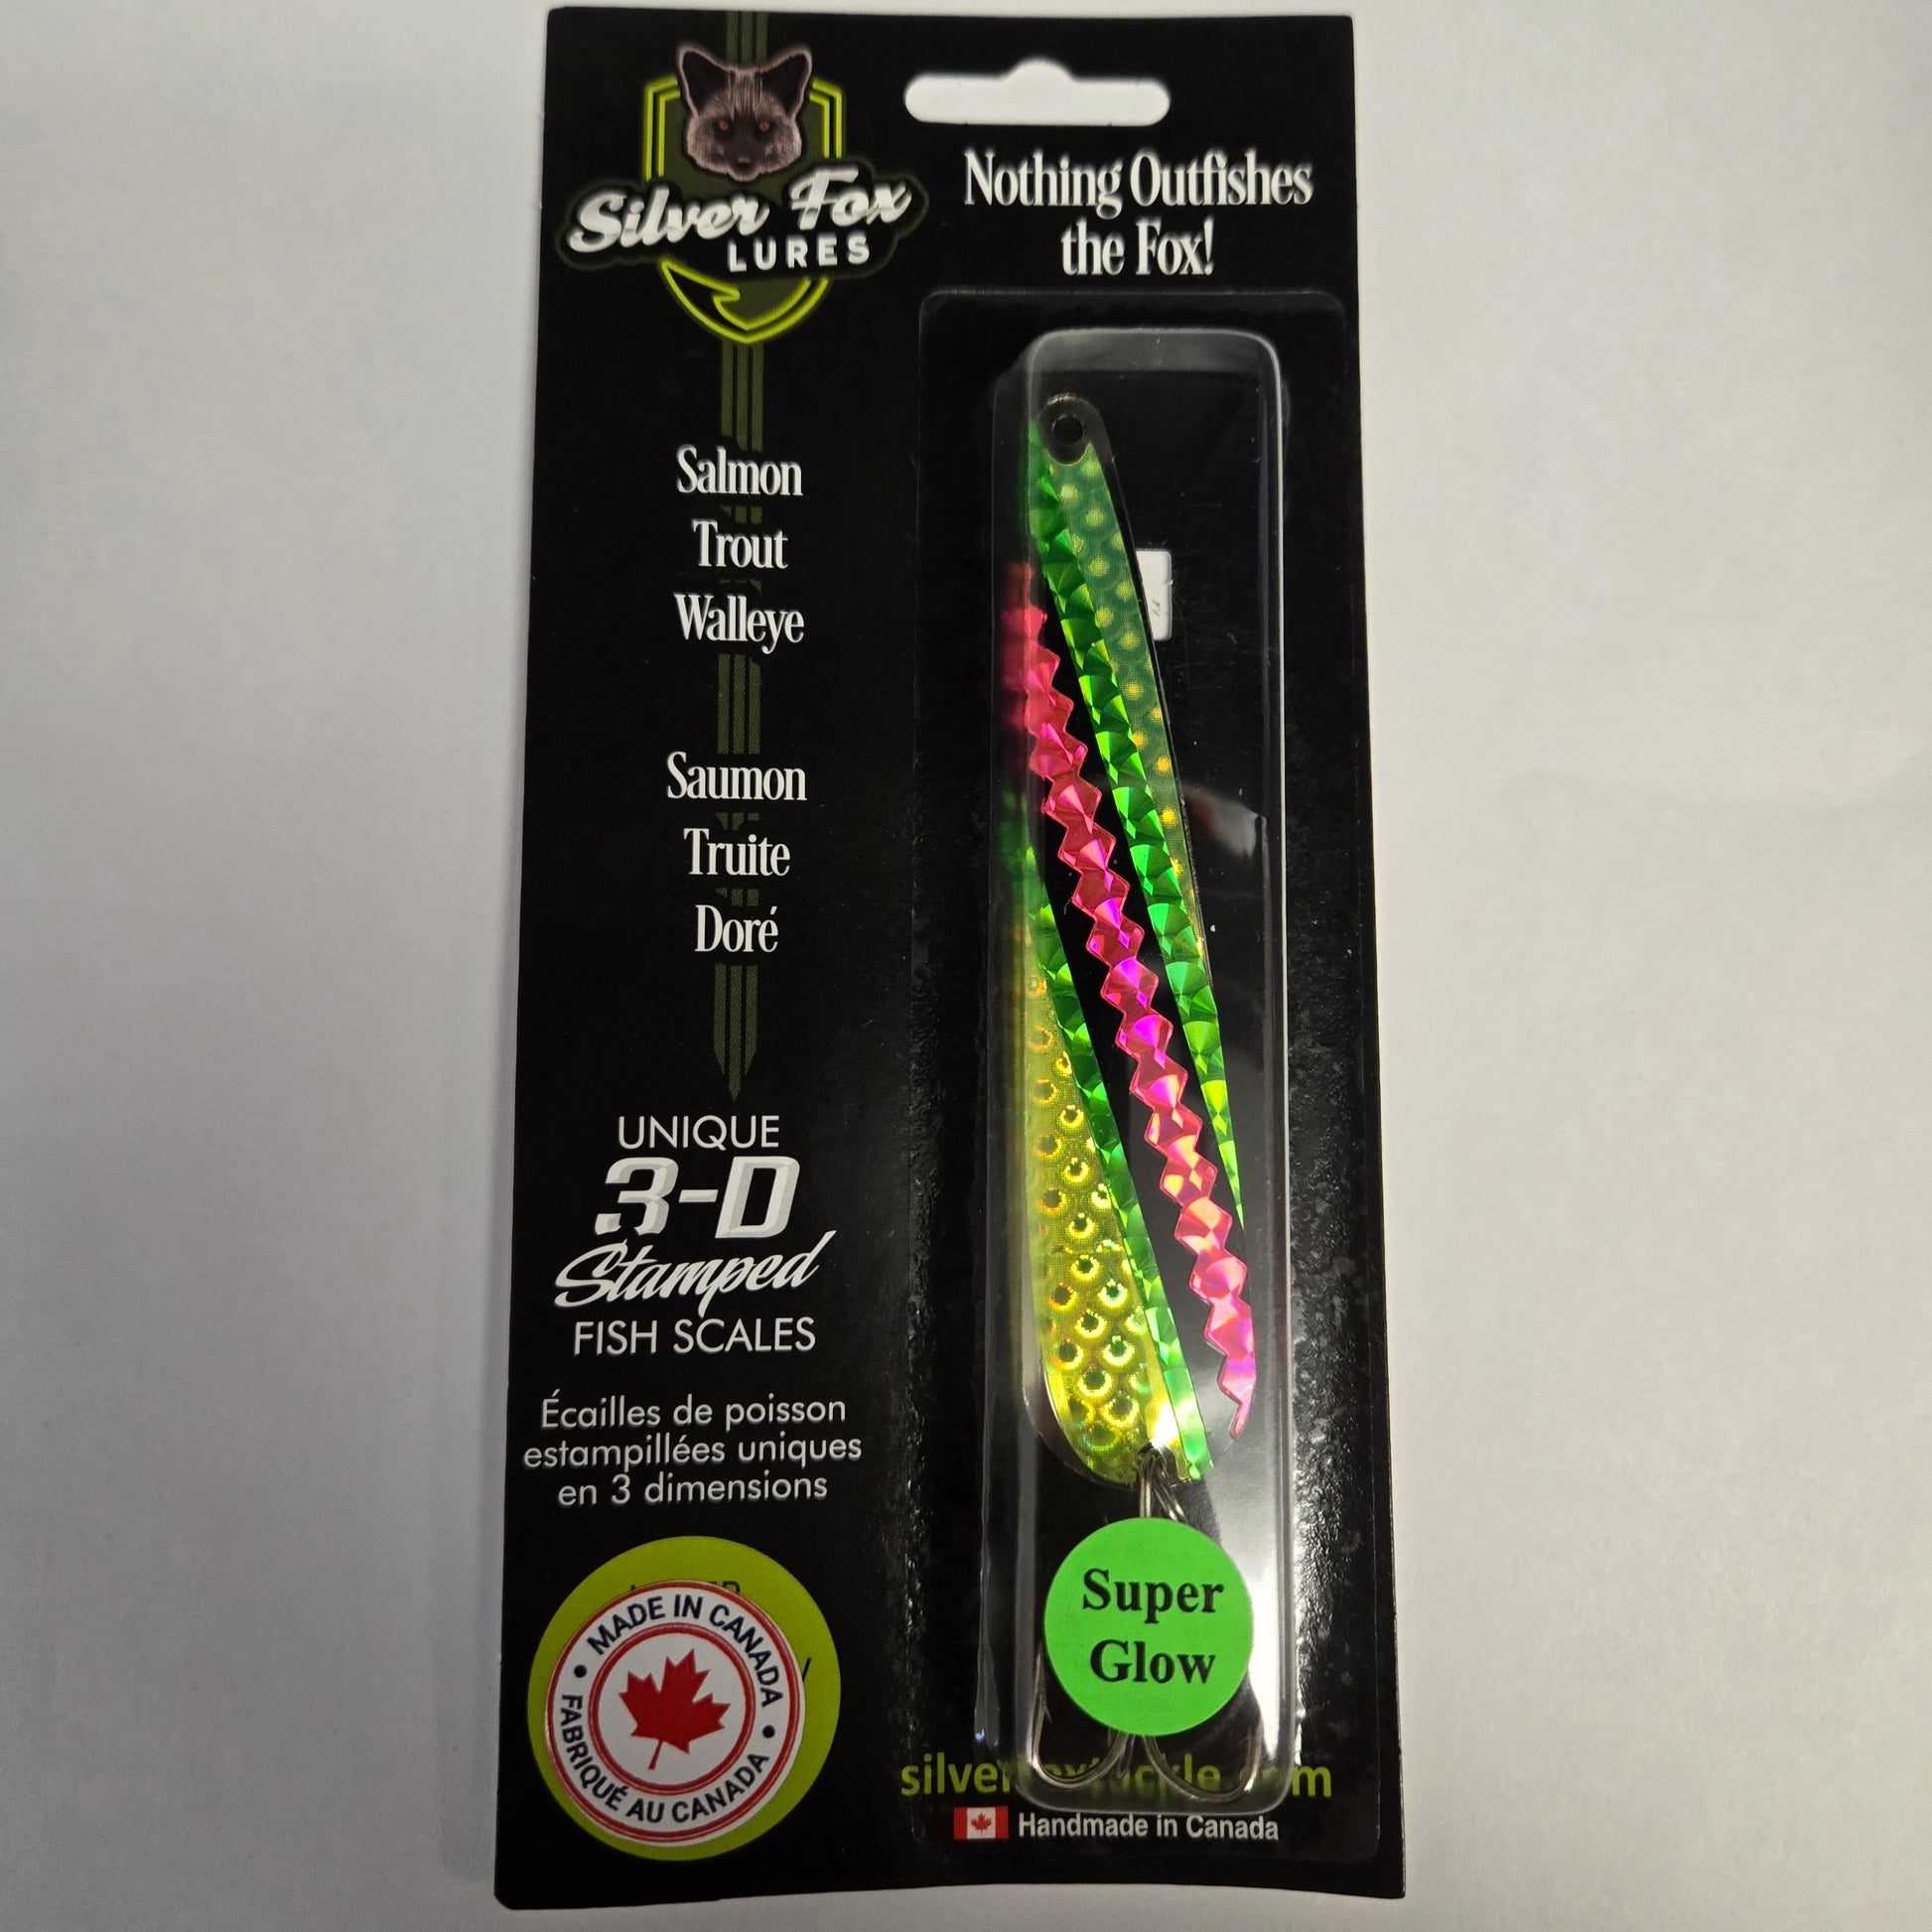 Silver Fox
LURES
Nothing Outfishes
the Fox!
Salmon
Trout
Walleye
Saumon
Truite
Doré
UNIQUE
3-D
Stamped
FISH SCALES
Écailles de poisson
estampillées uniques
en 3 dimensions
MADE IN CANADA
FABRIQUÉ AU CANADA
Super
Glow
Handmade in Canada